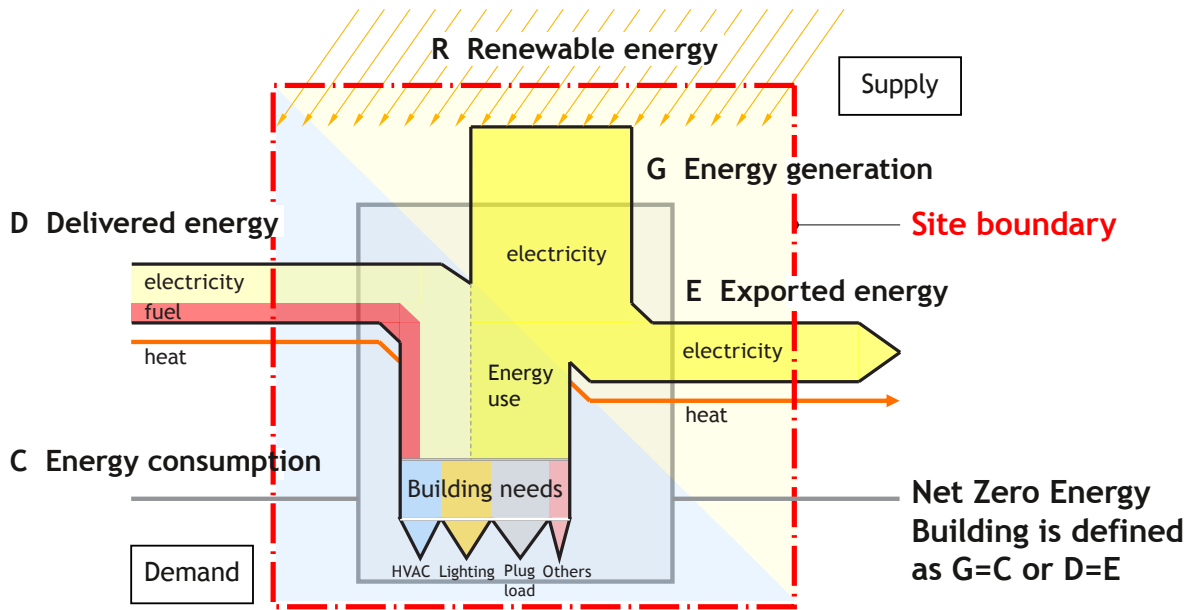 R Renewable energy
Supply
G Energy generation
D Delivered energy
Site boundary
electricity
electricity
E Exported energy
fuel
heat
electricity
Energy
use
heat
C Energy consumption
Building needs
Net Zero Energy
Building is defined
as G=C or D=E
Demand
HVAC Lighting Plug Others
load